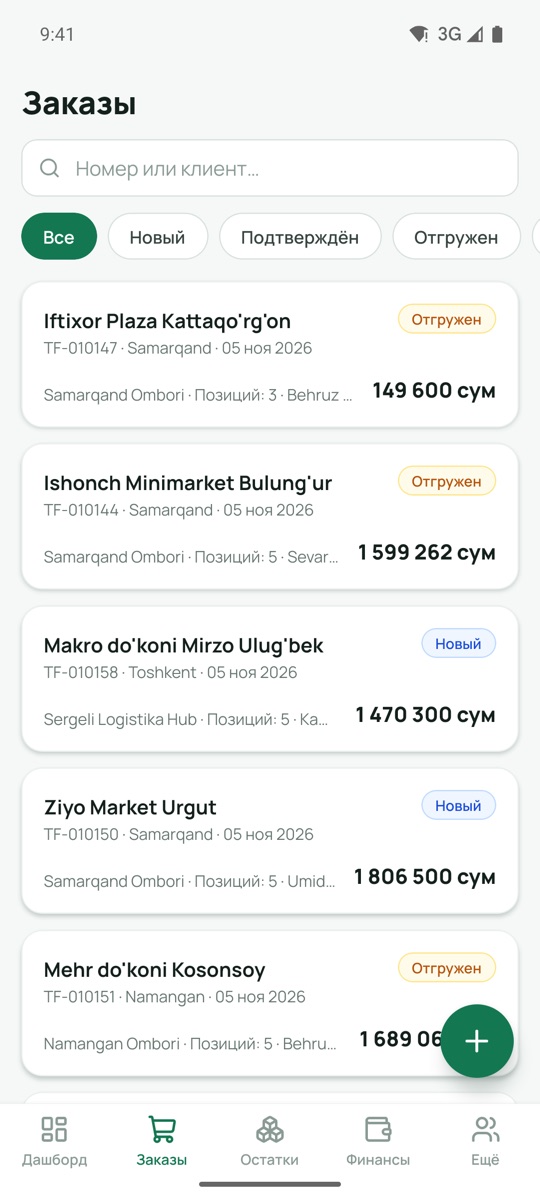 9:41
3G
Заказы
Номер или клиент...
Все
Новый
Подтверждён
Отгружен
Iftixor Plaza Kattaqo'rg'on
Отгружен
TF-010147 · Samarqand · 05 ноя 2026
Samarqand Ombori · Позиций: 3 · Behruz ...
149 600 сум
Ishonch Minimarket Bulung'ur
Отгружен
TF-010144 · Samarqand · 05 ноя 2026
Samarqand Ombori · Позиций: 5 · Sevar...
1 599 262 сум
Makro do'koni Mirzo Ulug'bek
Новый
TF-010158 · Toshkent · 05 ноя 2026
Sergeli Logistika Hub · Позиций: 5 · Ka...
1 470 300 сум
Ziyo Market Urgut
Новый
TF-010150 · Samarqand · 05 ноя 2026
Samarqand Ombori · Позиций: 5 · Umid...
1 806 500 сум
Mehr do'koni Kosonsoy
Отгружен
TF-010151 · Namangan · 05 ноя 2026
Namangan Ombori · Позиций: 5 · Behru...
1 689 06
Дашборд
Заказы
Остатки
Финансы
Ещё